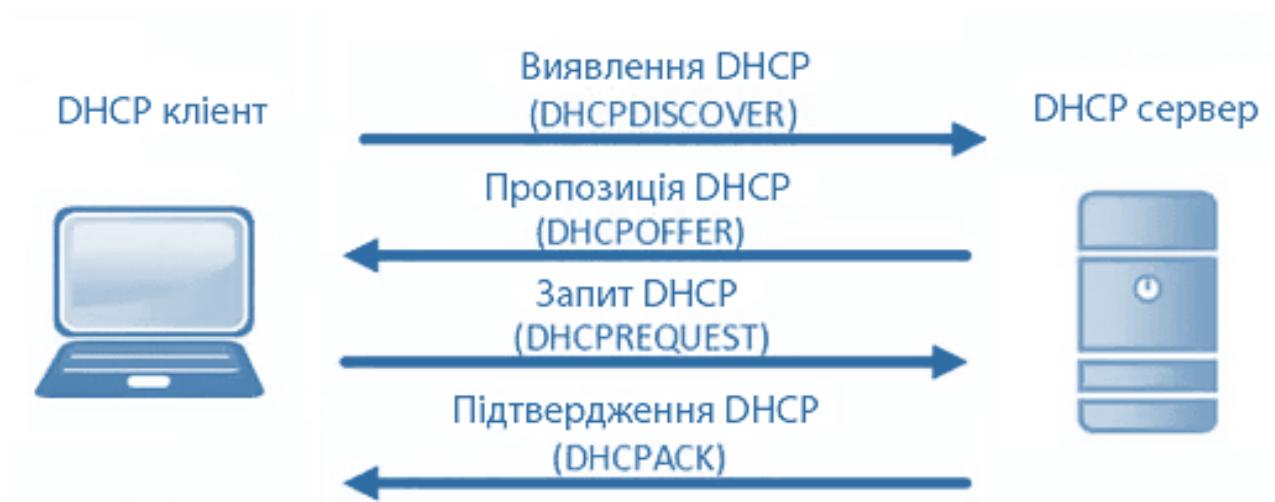 DHCP клієнт
Виявлення DHCP
(DHCPDISCOVER)
DHCP сервер
Пропозиція DHCP
(DHCPOFFER)
Запит DHCP
(DHCPREQUEST)
Підтвердження DHCP
(DHCPACK)